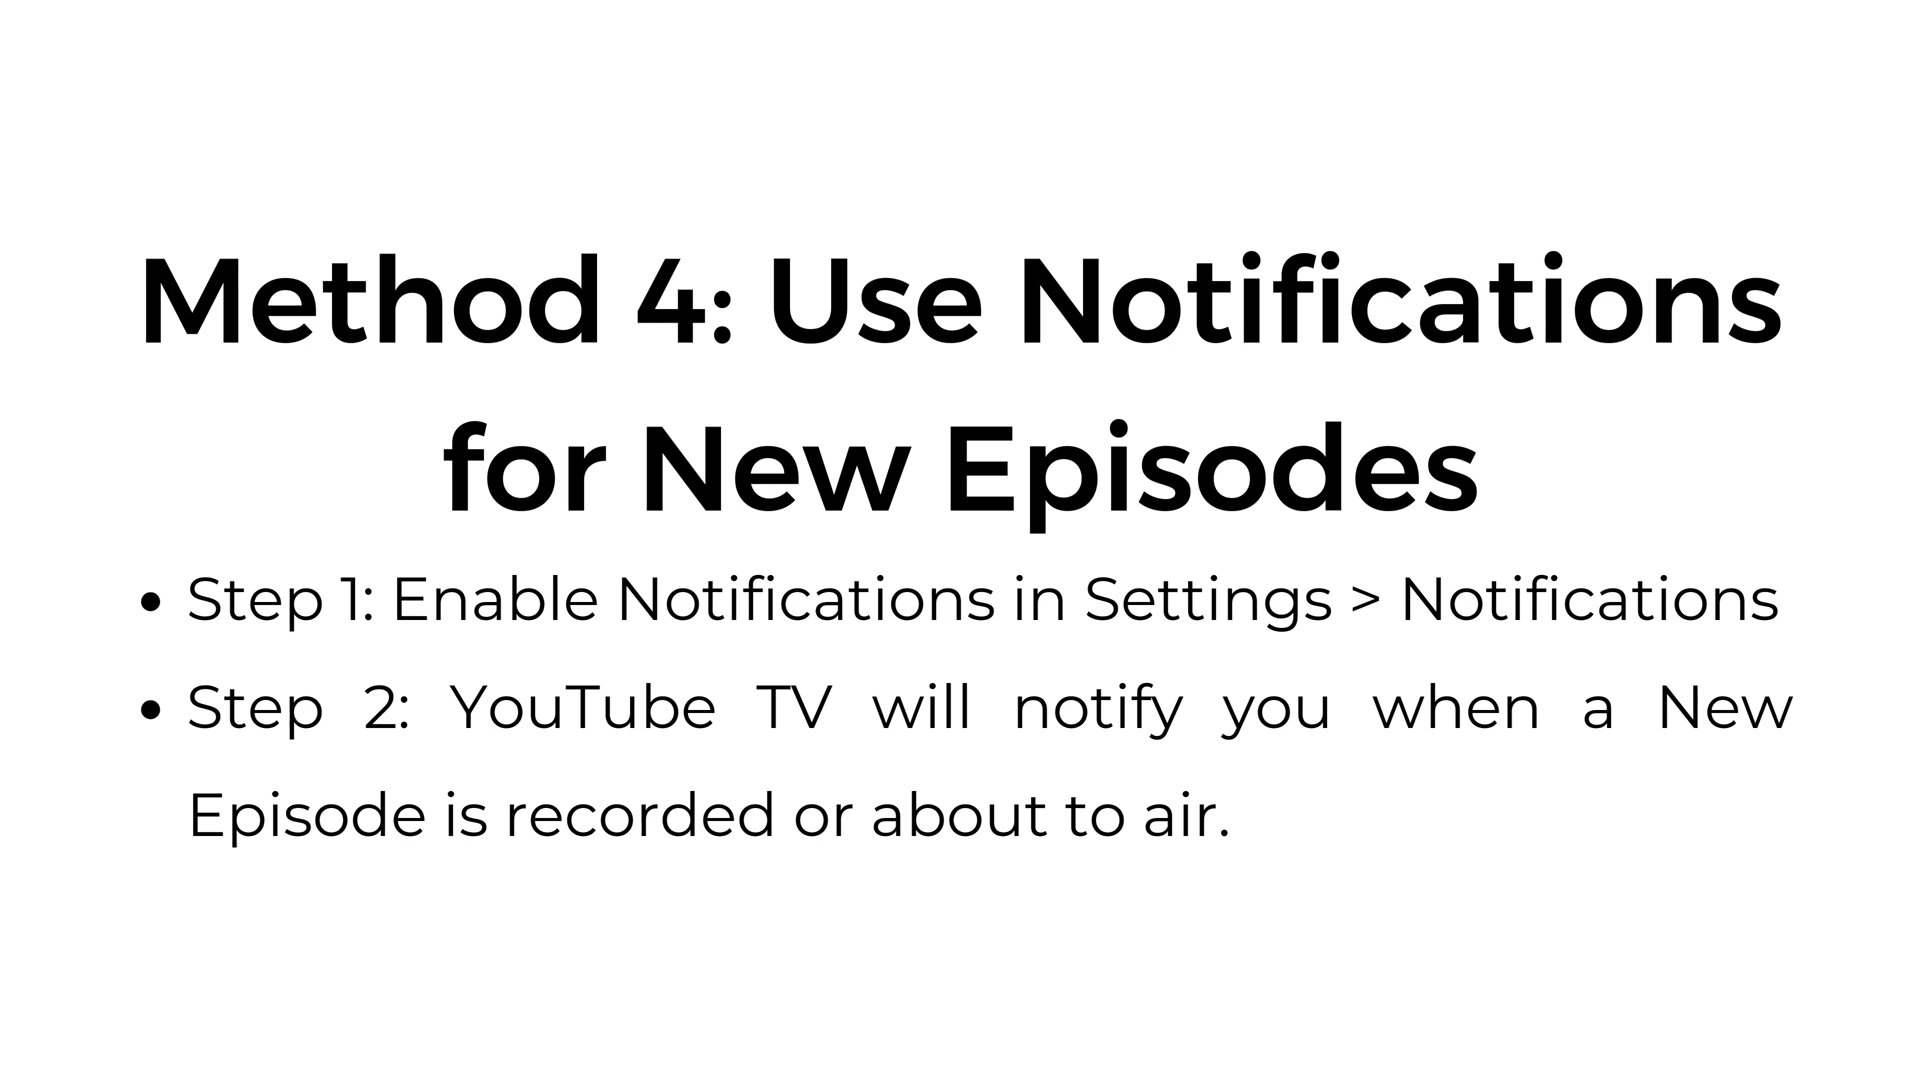 Method 4: Use Notifications
for New Episodes
• Step 1: Enable Notifications in Settings > Notifications
• Step 2: YouTube TV will notify you when a New
Episode is recorded or about to air.